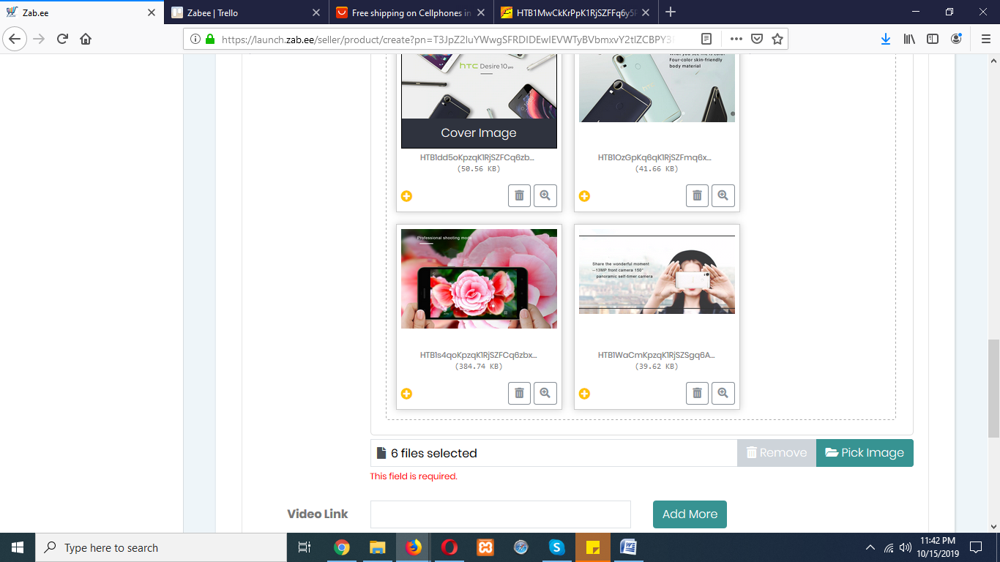 Zab.ee
Zabee | Trello
Free shipping on Cellphones in
HTB1MwCkKrPpK1RjSZFFq6y5P
https://launch.zab.ee/seller/product/create?pn=
hTC Desire 10 pro
Four-color skin-friendly
body material
Cover Image
HTB1dd5oKpzqK1RjSZFCq6zb...
(50.56 KB)
HTB1OzGpKq6qK1RjSZFmq6x...
(41.66 KB)
Professional shooting mode
Share the wonderful moment
--13MP front camera 150°
panoramic self-timer camera
HTB1s4qoKpzqK1RjSZFCq6zbx...
(384.74 KB)
HTB1WaCmKpzqK1RjSZSgq6A...
(39.62 KB)
6 files selected
Remove
Pick Image
This field is required.
Video Link
Add More
Type here to search
11:42 PM
10/15/2019